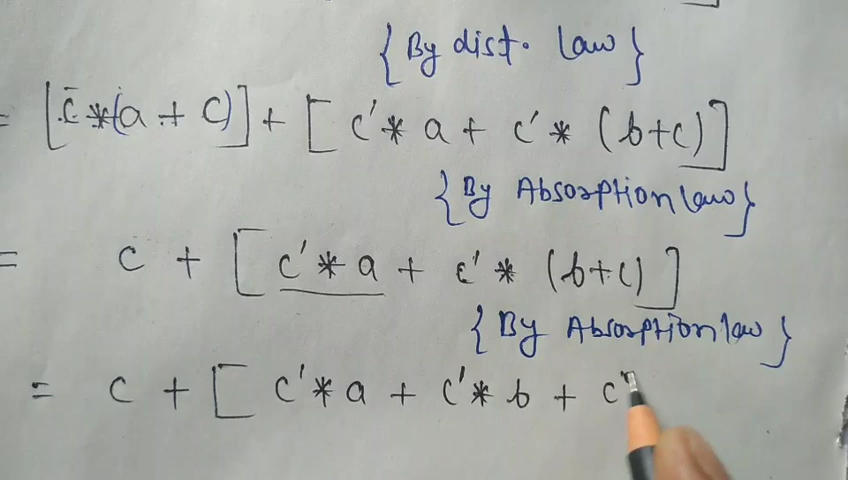 {By dist. law}
= [c*(a + c)] + [c'* a + c' * (b+c)]
{By Absorption law}
= c + [c' * a + c' * (b+c)]
{By Absorption law}
= c + [c' * a + c' * b + c'